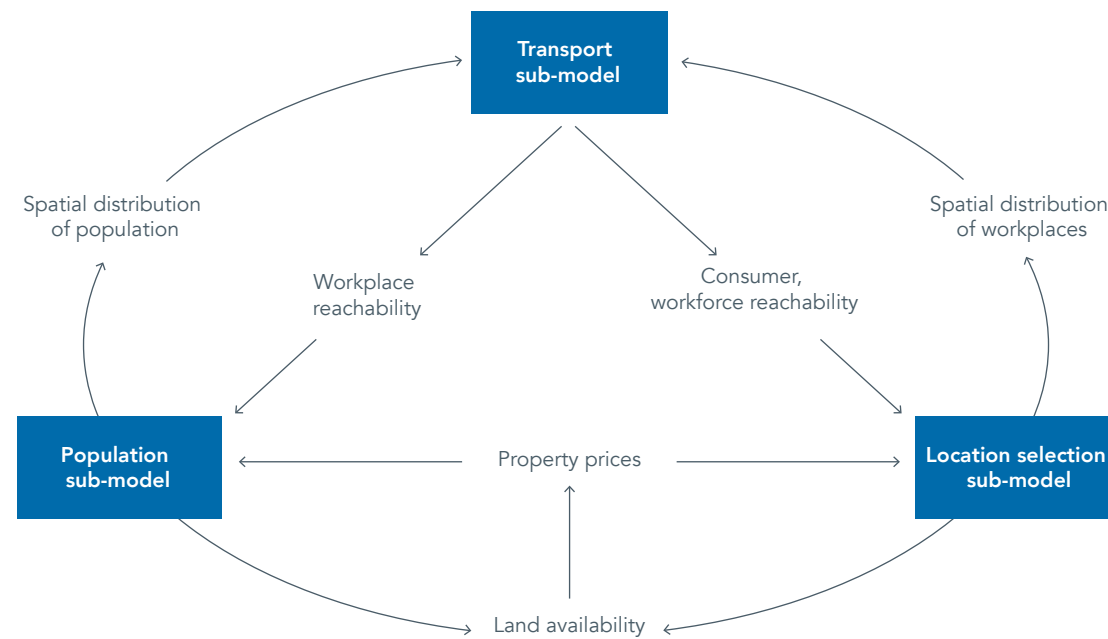 Transport
sub-model
Spatial distribution
of population
Spatial distribution
of workplaces
Workplace
reachability
Consumer,
workforce reachability
Population
sub-model
Property prices
Location selection
sub-model
Land availability